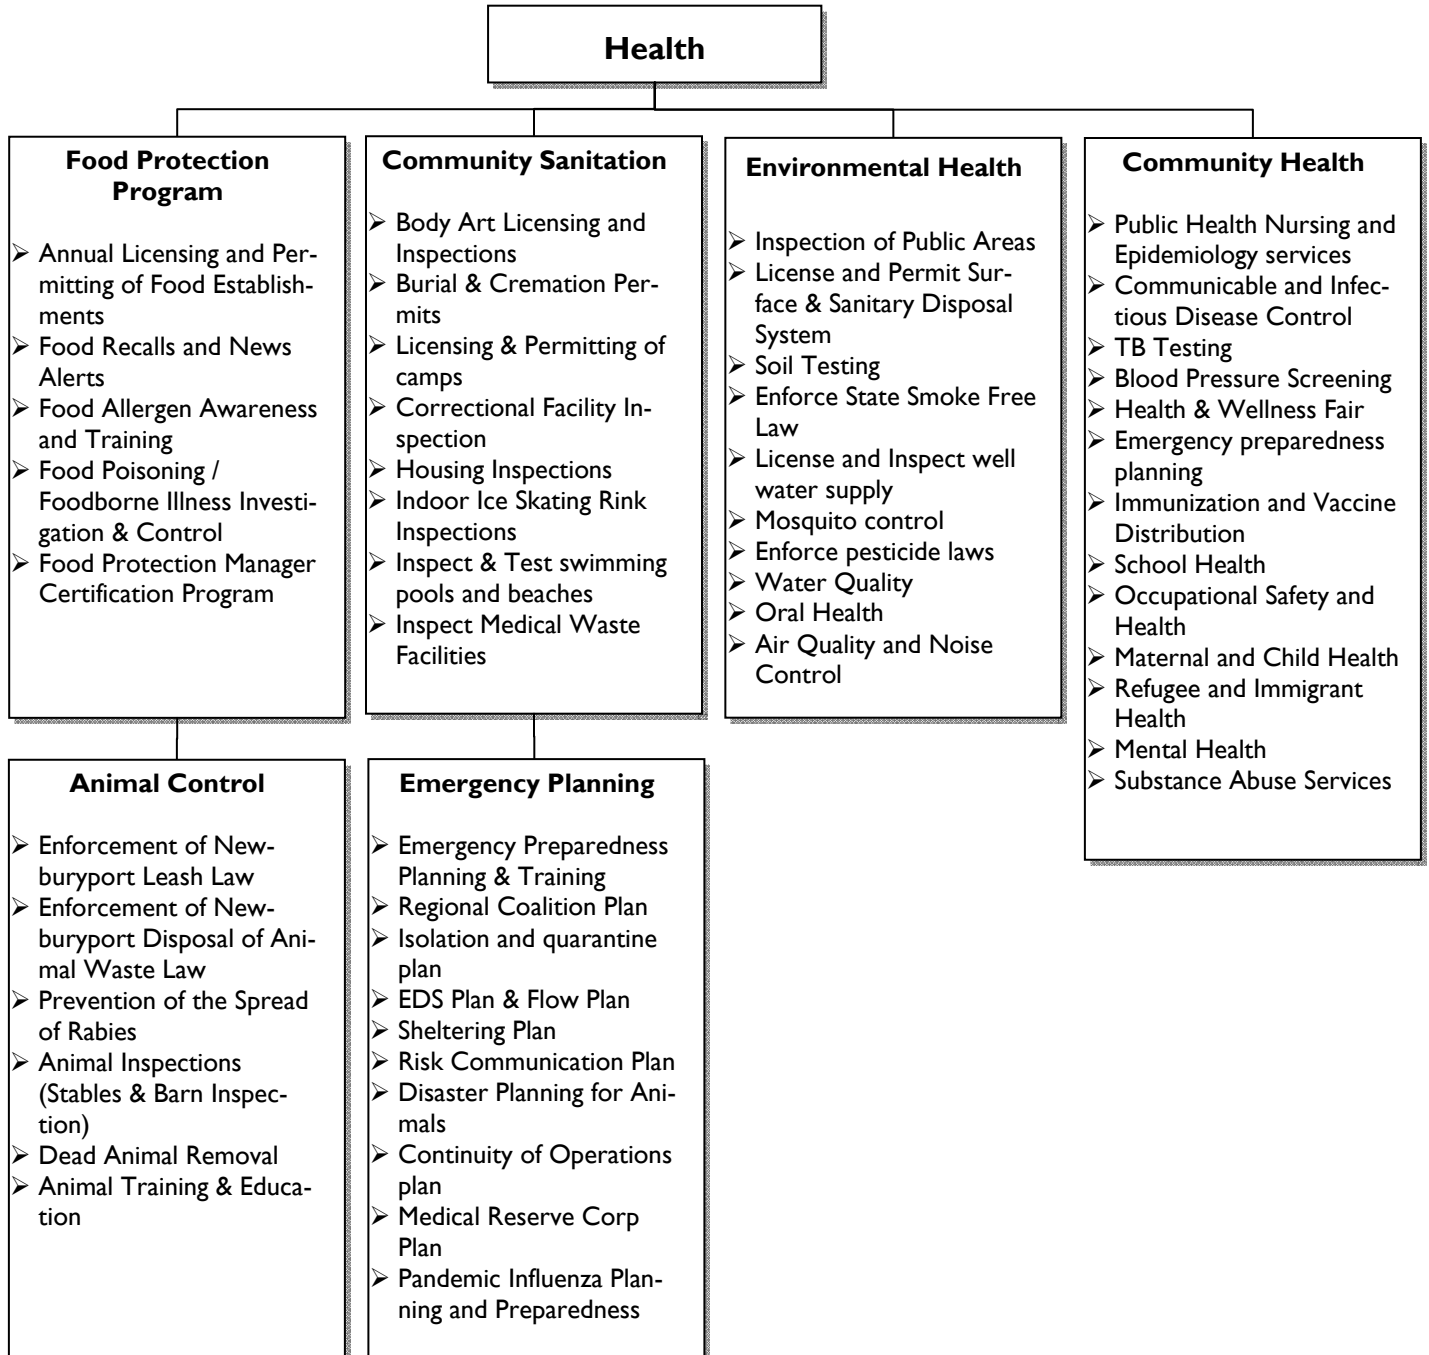 Health
Food Protection
Program
➢ Annual Licensing and Per-
mitting of Food Establish-
ments
➢ Food Recalls and News
Alerts
➢ Food Allergen Awareness
and Training
➢ Food Poisoning /
Foodborne Illness Investi-
gation & Control
➢ Food Protection Manager
Certification Program
Community Sanitation
➢ Body Art Licensing and
Inspections
➢ Burial & Cremation Per-
mits
➢ Licensing & Permitting of
camps
➢ Correctional Facility In-
spection
➢ Housing Inspections
➢ Indoor Ice Skating Rink
Inspections
➢ Inspect & Test swimming
pools and beaches
➢ Inspect Medical Waste
Facilities
Environmental Health
➢ Inspection of Public Areas
➢ License and Permit Sur-
face & Sanitary Disposal
System
➢ Soil Testing
➢ Enforce State Smoke Free
Law
➢ License and Inspect well
water supply
➢ Mosquito control
➢ Enforce pesticide laws
➢ Water Quality
➢ Oral Health
➢ Air Quality and Noise
Control
Community Health
➢ Public Health Nursing and
Epidemiology services
➢ Communicable and Infec-
tious Disease Control
➢ TB Testing
➢ Blood Pressure Screening
➢ Health & Wellness Fair
➢ Emergency preparedness
planning
➢ Immunization and Vaccine
Distribution
➢ School Health
➢ Occupational Safety and
Health
➢ Maternal and Child Health
➢ Refugee and Immigrant
Health
➢ Mental Health
➢ Substance Abuse Services
Animal Control
➢ Enforcement of New-
buryport Leash Law
➢ Enforcement of New-
buryport Disposal of Ani-
mal Waste Law
➢ Prevention of the Spread
of Rabies
➢ Animal Inspections
(Stables & Barn Inspec-
tion)
➢ Dead Animal Removal
➢ Animal Training & Educa-
tion
Emergency Planning
➢ Emergency Preparedness
Planning & Training
➢ Regional Coalition Plan
➢ Isolation and quarantine
plan
➢ EDS Plan & Flow Plan
➢ Sheltering Plan
➢ Risk Communication Plan
➢ Disaster Planning for Ani-
mals
➢ Continuity of Operations
plan
➢ Medical Reserve Corp
Plan
➢ Pandemic Influenza Plan-
ning and Preparedness